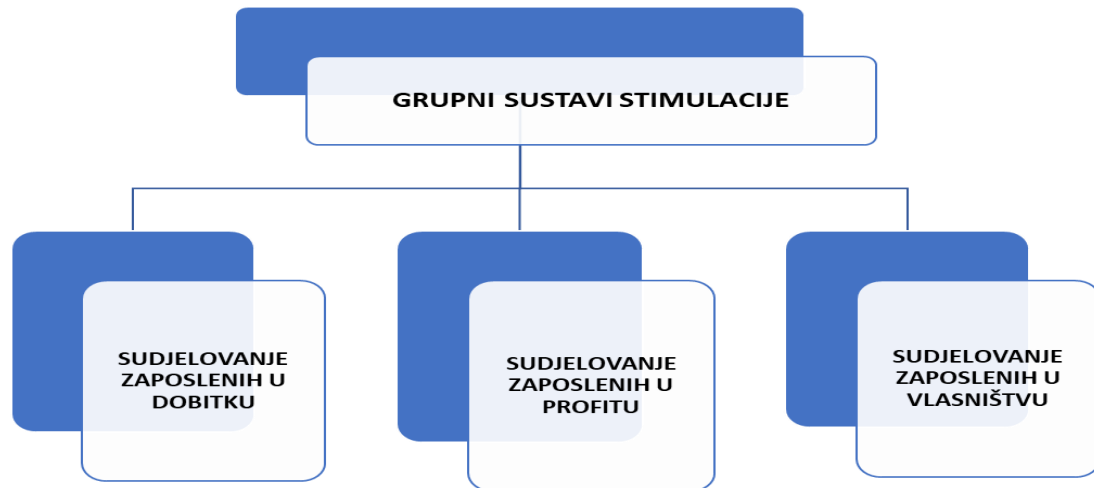 GRUPNI SUSTAVI STIMULACIJE
SUDJELOVANJE
ZAPOSLENIH U
DOBITKU
SUDJELOVANJE
ZAPOSLENIH U
PROFITU
SUDJELOVANJE
ZAPOSLENIH U
VLASNIŠTVU